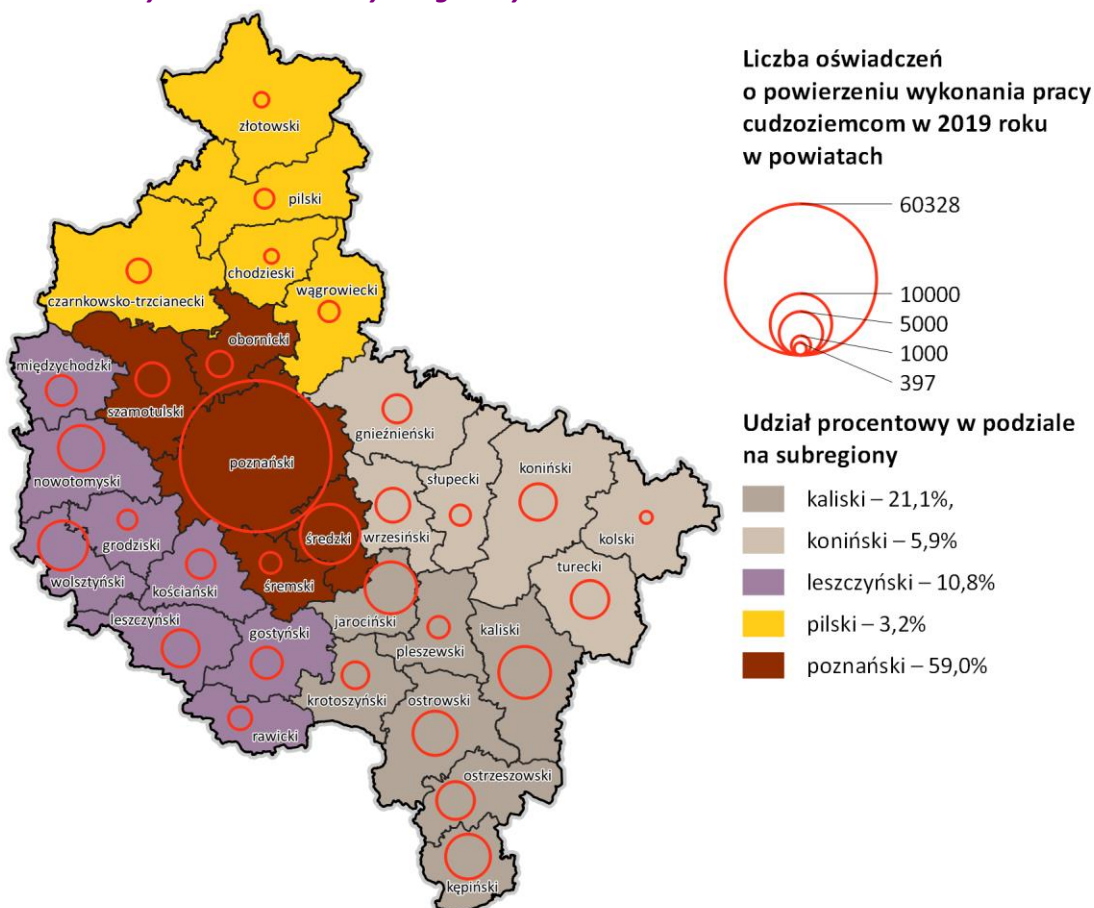 Liczba oświadczeń
o powierzeniu wykonania pracy
cudzoziemcom w 2019 roku
w powiatach
60328
10000
5000
1000
397
Udział procentowy w podziale
na subregiony
kaliski – 21,1%,
koniński – 5,9%
leszczyński – 10,8%
pilski – 3,2%
poznański – 59,0%
złotowski
pilski
chodzieski
czarnkowsko-trzcianecki
wągrowiecki
obornicki
międzychodzki
szamotulski
gnieźnieński
poznański
nowotomyski
słupecki
koniński
grodziski
średzki
wrzesiński
kolski
wolsztyński
kościański
śremski
turecki
leszczyński
gostyński
jarociński
pleszewski
kaliski
krotoszyński
ostrowski
rawicki
ostrzeszowski
kępiński